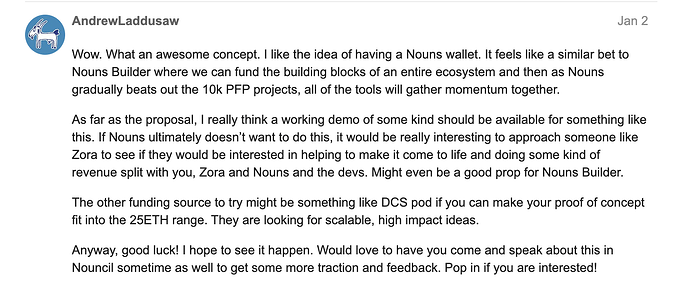 AndrewLaddusaw Jan 2
Wow. What an awesome concept. I like the idea of having a Nouns wallet. It feels like a similar bet to
Nouns Builder where we can fund the building blocks of an entire ecosystem and then as Nouns
gradually beats out the 10k PFP projects, all of the tools will gather momentum together.
As far as the proposal, I really think a working demo of some kind should be available for something like
this. If Nouns ultimately doesn’t want to do this, it would be really interesting to approach someone like
Zora to see if they would be interested in helping to make it come to life and doing some kind of
revenue split with you, Zora and Nouns and the devs. Might even be a good prop for Nouns Builder.
The other funding source to try might be something like DCS pod if you can make your proof of concept
fit into the 25ETH range. They are looking for scalable, high impact ideas.
Anyway, good luck! I hope to see it happen. Would love to have you come and speak about this in
Nouncil sometime as well to get some more traction and feedback. Pop in if you are interested!